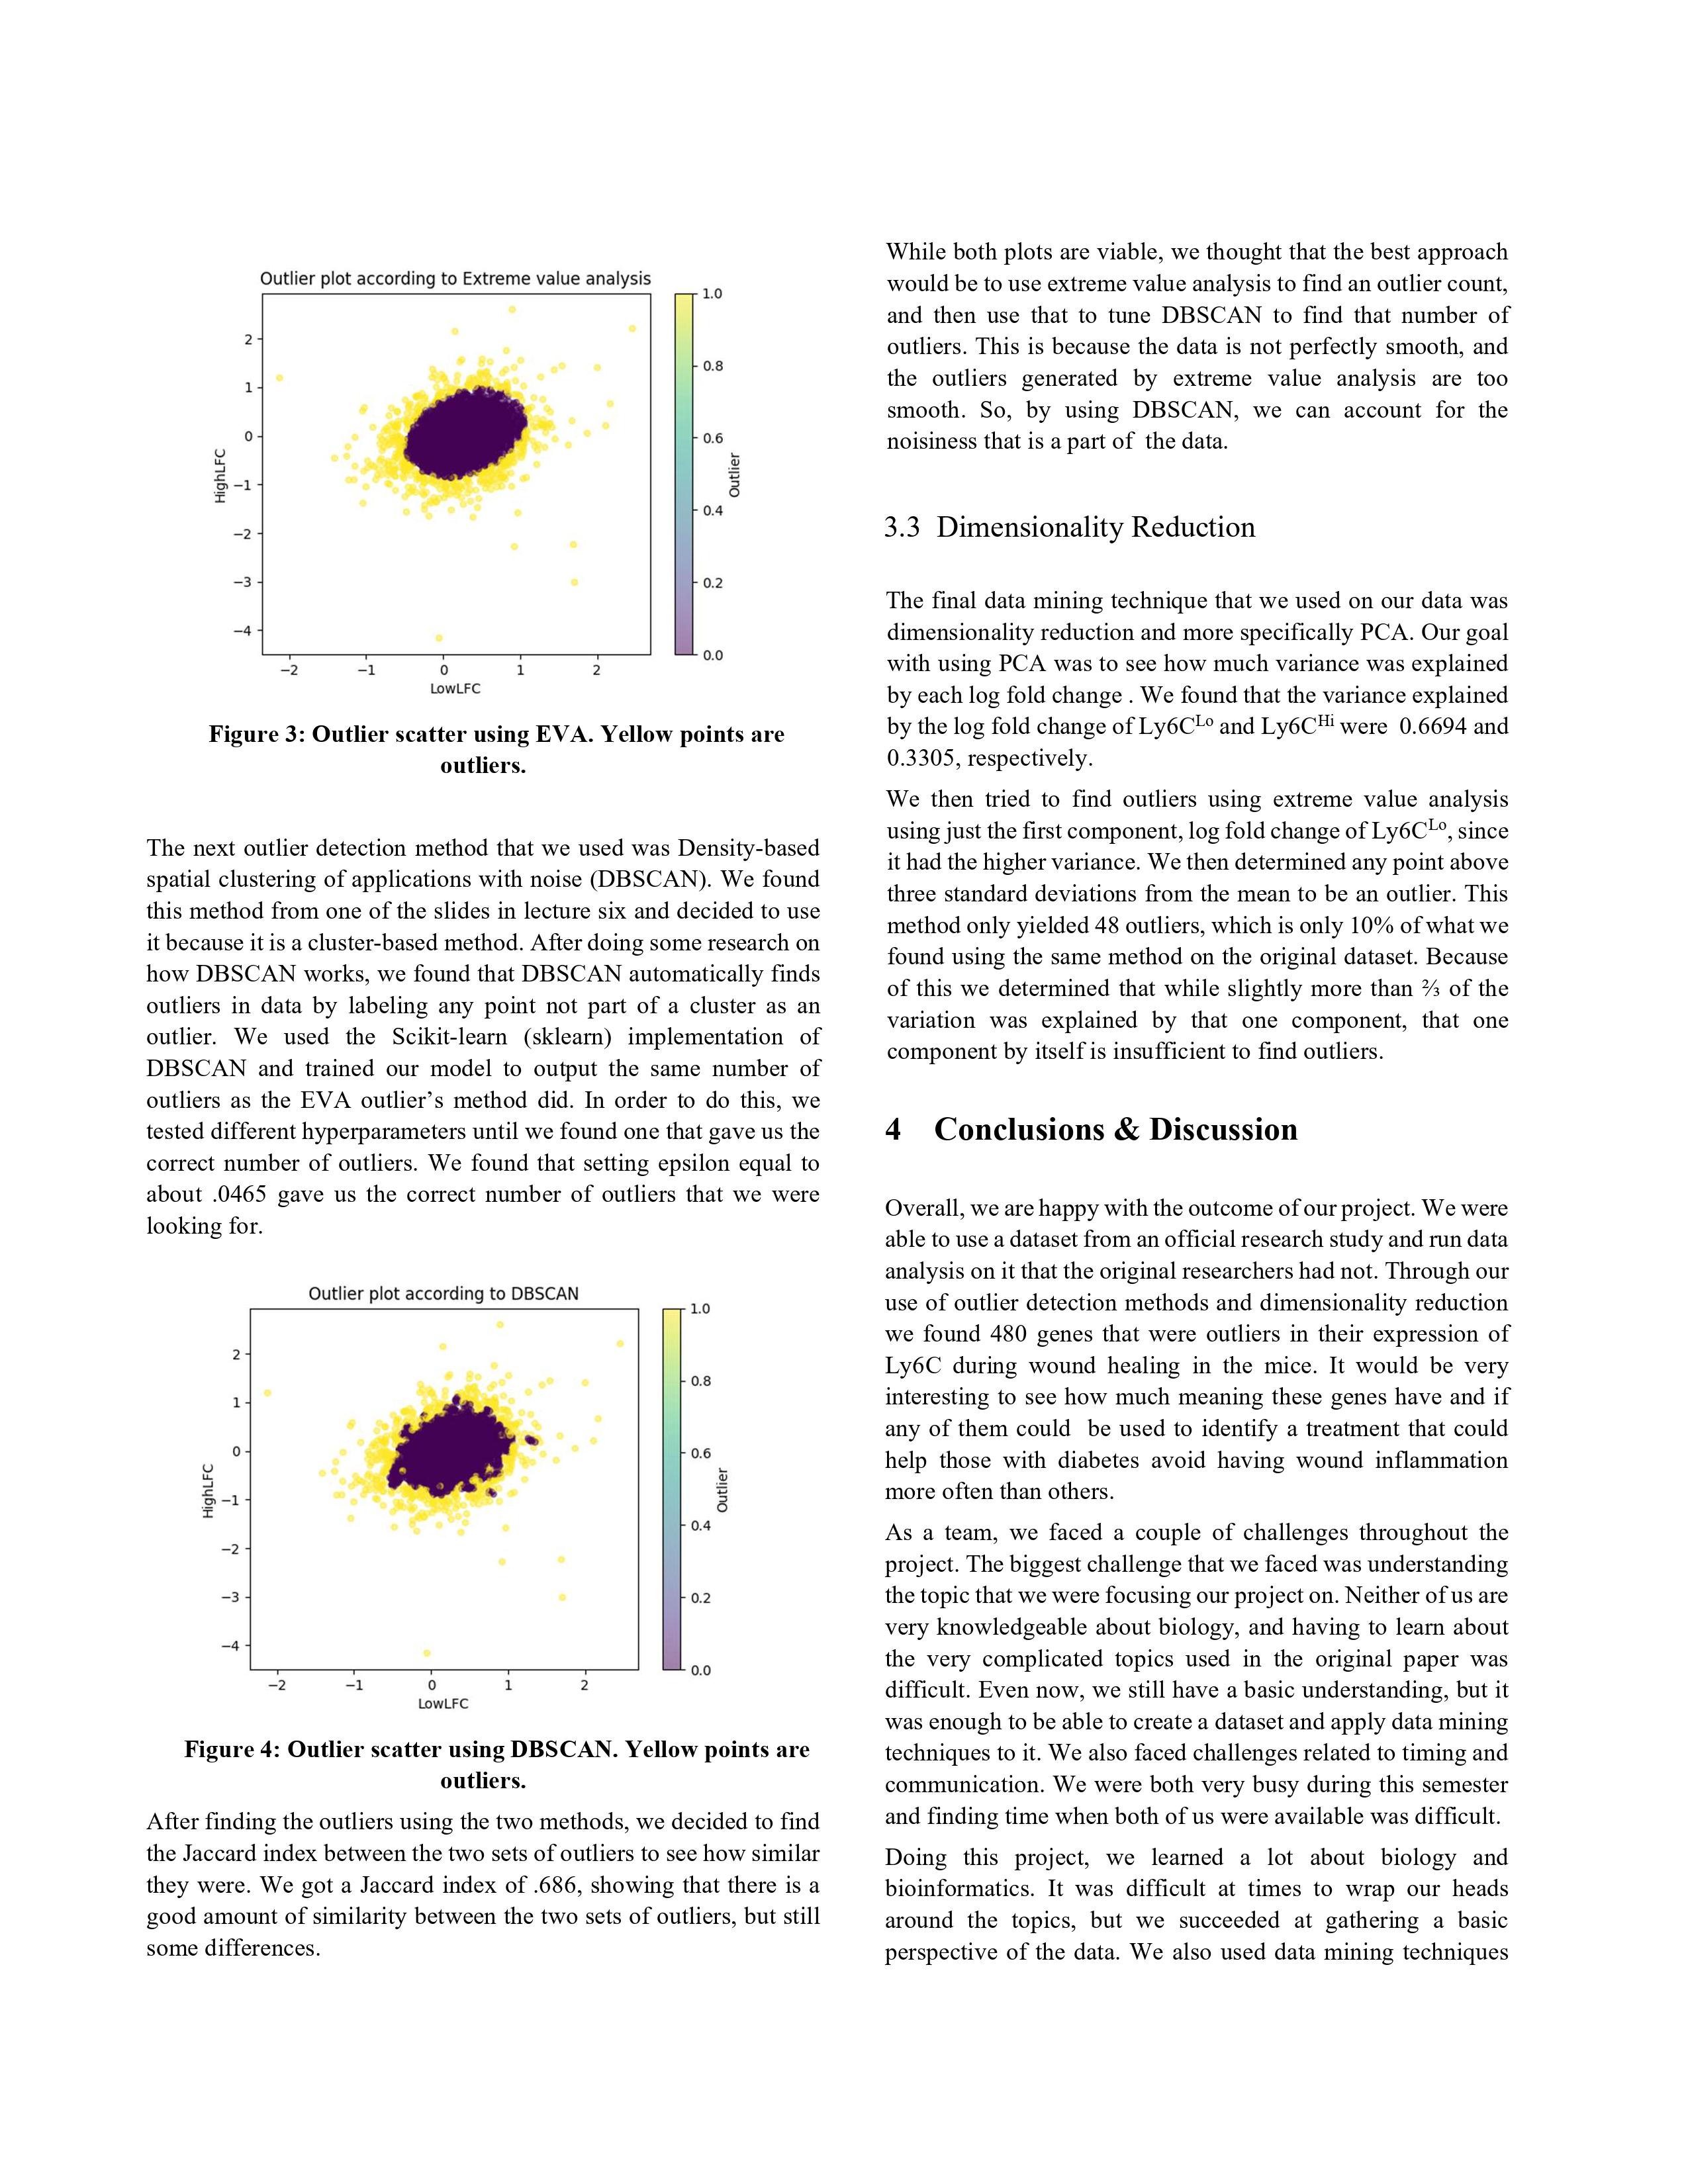 Outlier plot according to Extreme value analysis
1.0
0.8
0.6
0.4
0.2
0.0
Outlier
2
1
0
−1
−2
−3
−4
HighLFC
−2
−1
0
1
2
LowLFC
Figure 3: Outlier scatter using EVA. Yellow points are
outliers.
The next outlier detection method that we used was Density-based
spatial clustering of applications with noise (DBSCAN). We found
this method from one of the slides in lecture six and decided to use
it because it is a cluster-based method. After doing some research on
how DBSCAN works, we found that DBSCAN automatically finds
outliers in data by labeling any point not part of a cluster as an
outlier. We used the Scikit-learn (sklearn) implementation of
DBSCAN and trained our model to output the same number of
outliers as the EVA outlier’s method did. In order to do this, we
tested different hyperparameters until we found one that gave us the
correct number of outliers. We found that setting epsilon equal to
about .0465 gave us the correct number of outliers that we were
looking for.
Outlier plot according to DBSCAN
1.0
0.8
0.6
0.4
0.2
0.0
Outlier
2
1
0
−1
−2
−3
−4
HighLFC
−2
−1
0
1
2
LowLFC
Figure 4: Outlier scatter using DBSCAN. Yellow points are
outliers.
After finding the outliers using the two methods, we decided to find
the Jaccard index between the two sets of outliers to see how similar
they were. We got a Jaccard index of .686, showing that there is a
good amount of similarity between the two sets of outliers, but still
some differences.
While both plots are viable, we thought that the best approach
would be to use extreme value analysis to find an outlier count,
and then use that to tune DBSCAN to find that number of
outliers. This is because the data is not perfectly smooth, and
the outliers generated by extreme value analysis are too
smooth. So, by using DBSCAN, we can account for the
noisiness that is a part of the data.
3.3 Dimensionality Reduction
The final data mining technique that we used on our data was
dimensionality reduction and more specifically PCA. Our goal
with using PCA was to see how much variance was explained
by each log fold change . We found that the variance explained
by the log fold change of Ly6CLo and Ly6CHi were 0.6694 and
0.3305, respectively.
We then tried to find outliers using extreme value analysis
using just the first component, log fold change of Ly6CLo, since
it had the higher variance. We then determined any point above
three standard deviations from the mean to be an outlier. This
method only yielded 48 outliers, which is only 10% of what we
found using the same method on the original dataset. Because
of this we determined that while slightly more than ⅔ of the
variation was explained by that one component, that one
component by itself is insufficient to find outliers.
4 Conclusions & Discussion
Overall, we are happy with the outcome of our project. We were
able to use a dataset from an official research study and run data
analysis on it that the original researchers had not. Through our
use of outlier detection methods and dimensionality reduction
we found 480 genes that were outliers in their expression of
Ly6C during wound healing in the mice. It would be very
interesting to see how much meaning these genes have and if
any of them could be used to identify a treatment that could
help those with diabetes avoid having wound inflammation
more often than others.
As a team, we faced a couple of challenges throughout the
project. The biggest challenge that we faced was understanding
the topic that we were focusing our project on. Neither of us are
very knowledgeable about biology, and having to learn about
the very complicated topics used in the original paper was
difficult. Even now, we still have a basic understanding, but it
was enough to be able to create a dataset and apply data mining
techniques to it. We also faced challenges related to timing and
communication. We were both very busy during this semester
and finding time when both of us were available was difficult.
Doing this project, we learned a lot about biology and
bioinformatics. It was difficult at times to wrap our heads
around the topics, but we succeeded at gathering a basic
perspective of the data. We also used data mining techniques